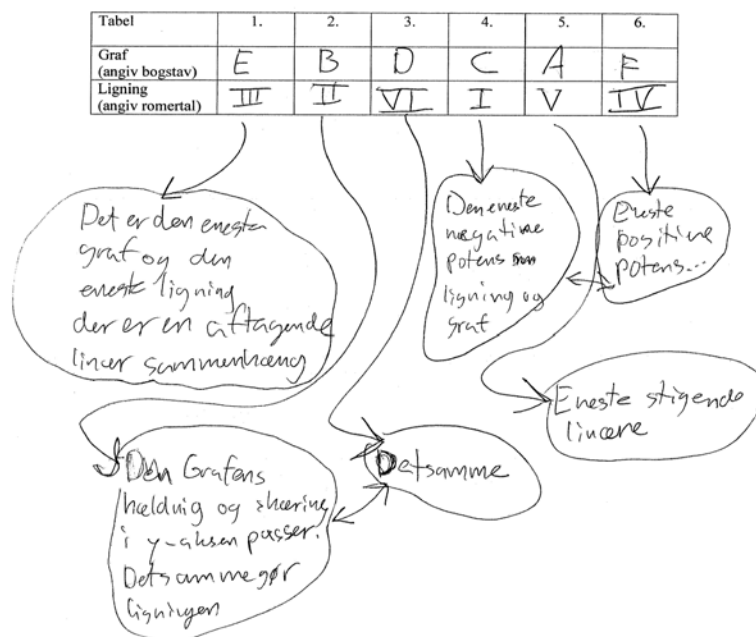 Tabel 1. 2. 3. 4. 5. 6.
Graf
(angiv bogstav) E B D C A F
Ligning
(angiv romertal) III II VI I V IV
Det er den eneste
graf og den
eneste ligning
der er en aftagende
lineær sammenhæng
Den eneste
negative
potens
ligning og
graf
Eneste
positive
potens...
Eneste stigende
lineære
Den Grafens
hældnig og skæring
i y-aksen passer.
Det samme gør
ligningen
Det samme